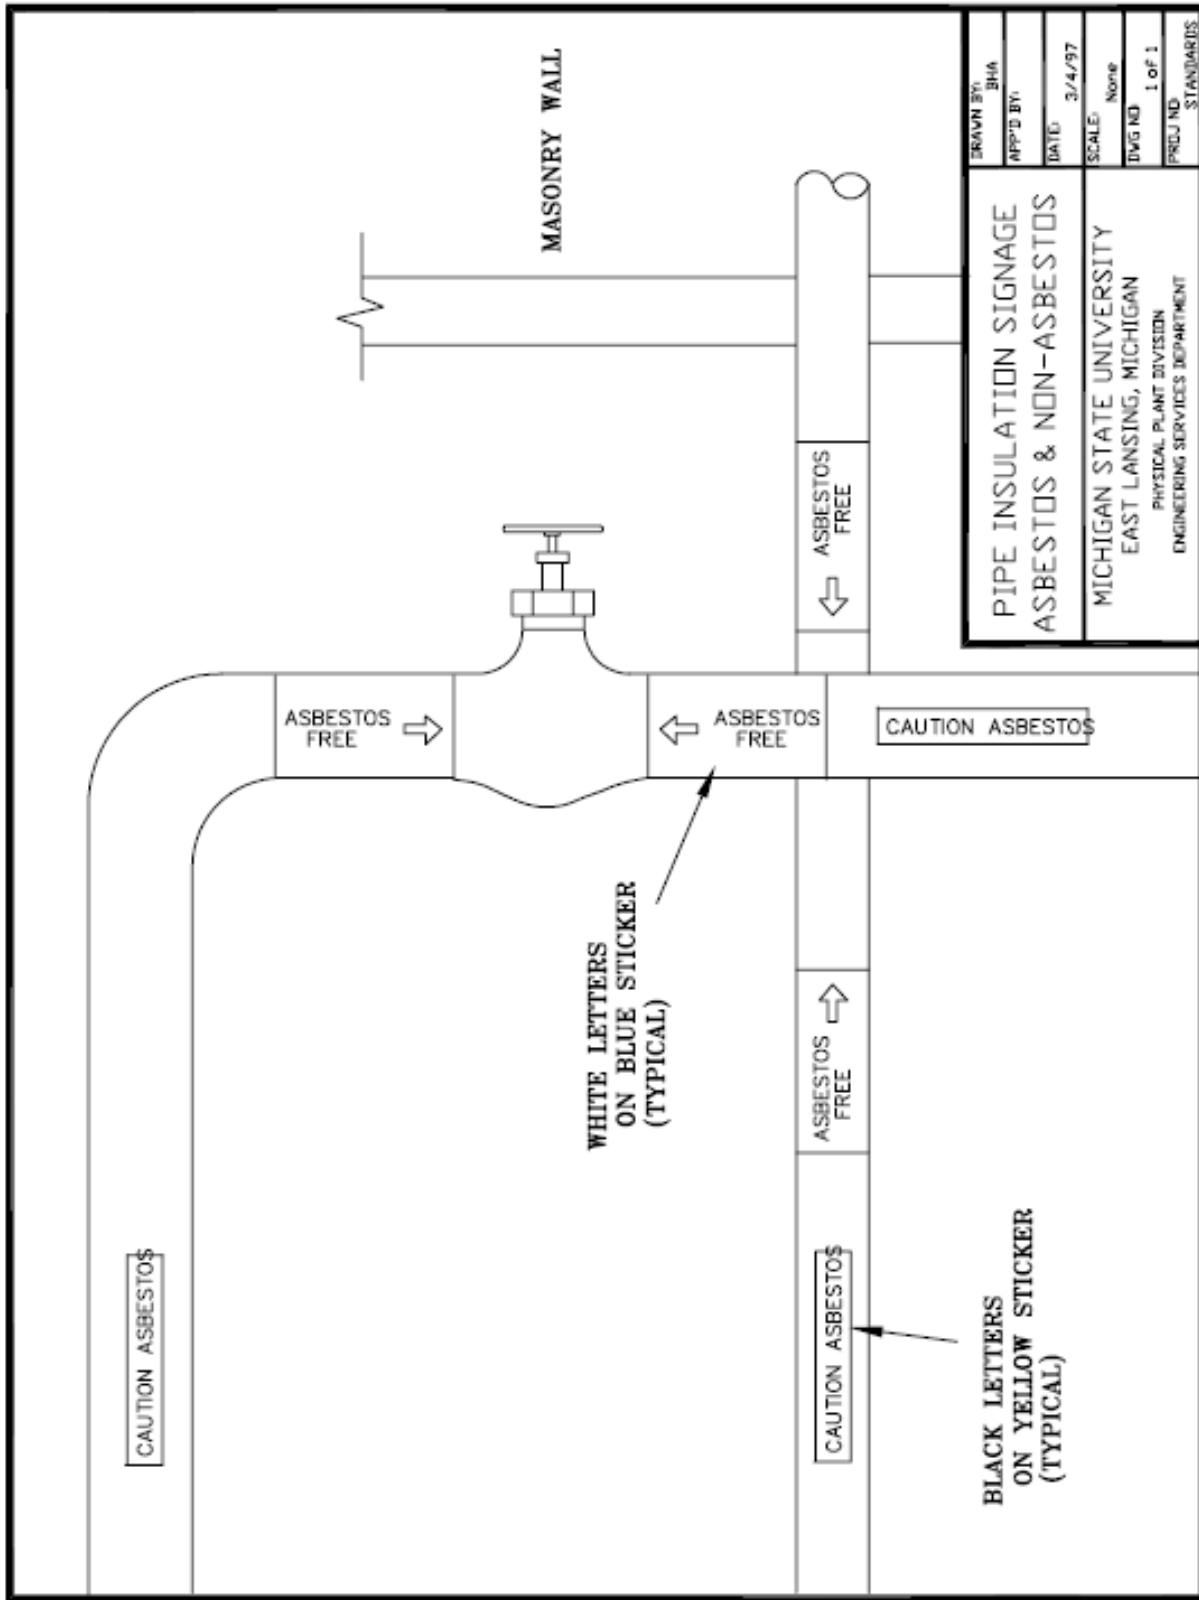 MASONRY WALL
ASBESTOS
FREE
ASBESTOS
FREE
ASBESTOS
FREE
CAUTION ASBESTOS
WHITE LETTERS
ON BLUE STICKER
(TYPICAL)
ASBESTOS
FREE
CAUTION ASBESTOS
CAUTION ASBESTOS
BLACK LETTERS
ON YELLOW STICKER
(TYPICAL)
PIPE INSULATION SIGNAGE
ASBESTOS & NON-ASBESTOS
MICHIGAN STATE UNIVERSITY
EAST LANSING, MICHIGAN
PHYSICAL PLANT DIVISION
ENGINEERING SERVICES DEPARTMENT
DRAWN BY:
BHA
APP'D BY:
DATE:
3/4/97
SCALE:
None
DWG NO:
1 OF 1
PROJ NO:
STANDARDS